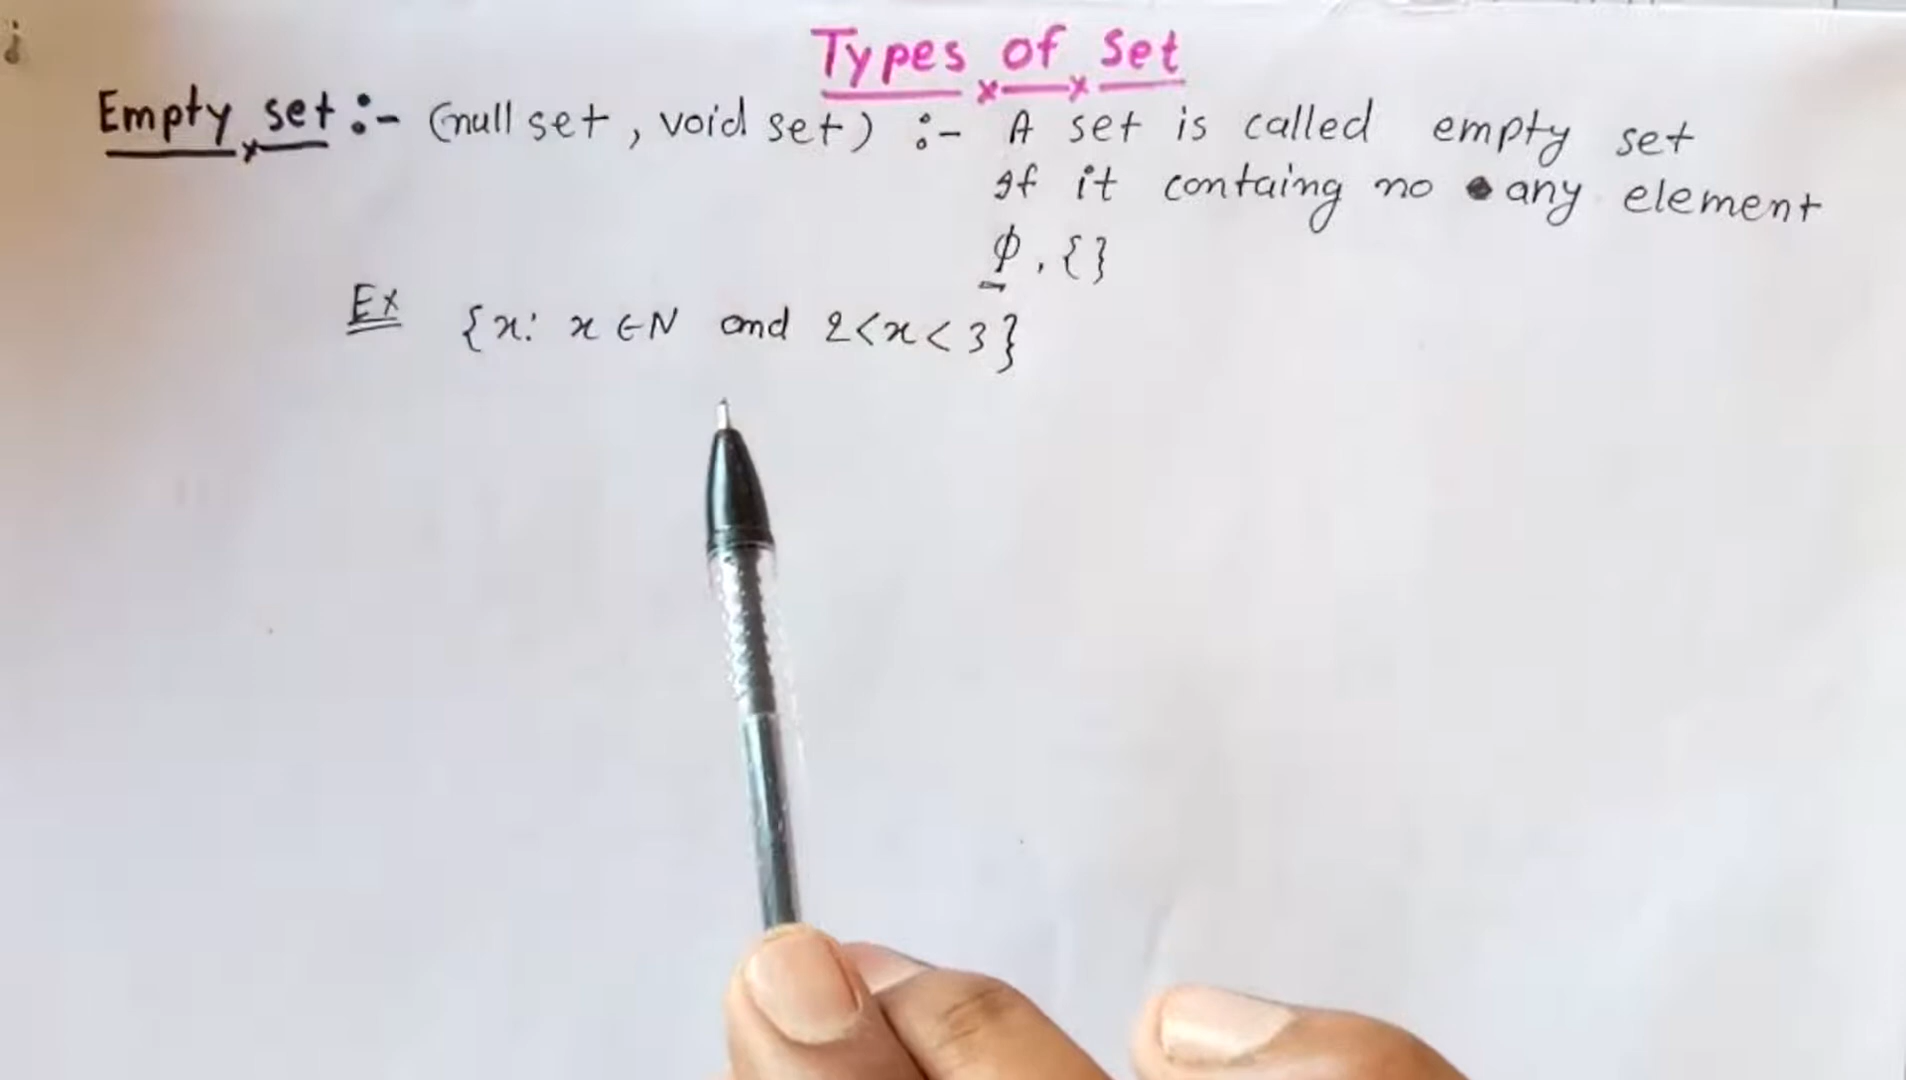 Types of Set
Empty set :- (null set, void set) :- A set is called empty set
If it containg no any element
ϕ, {}
Ex {x: x ∈ N and 2<x<3}